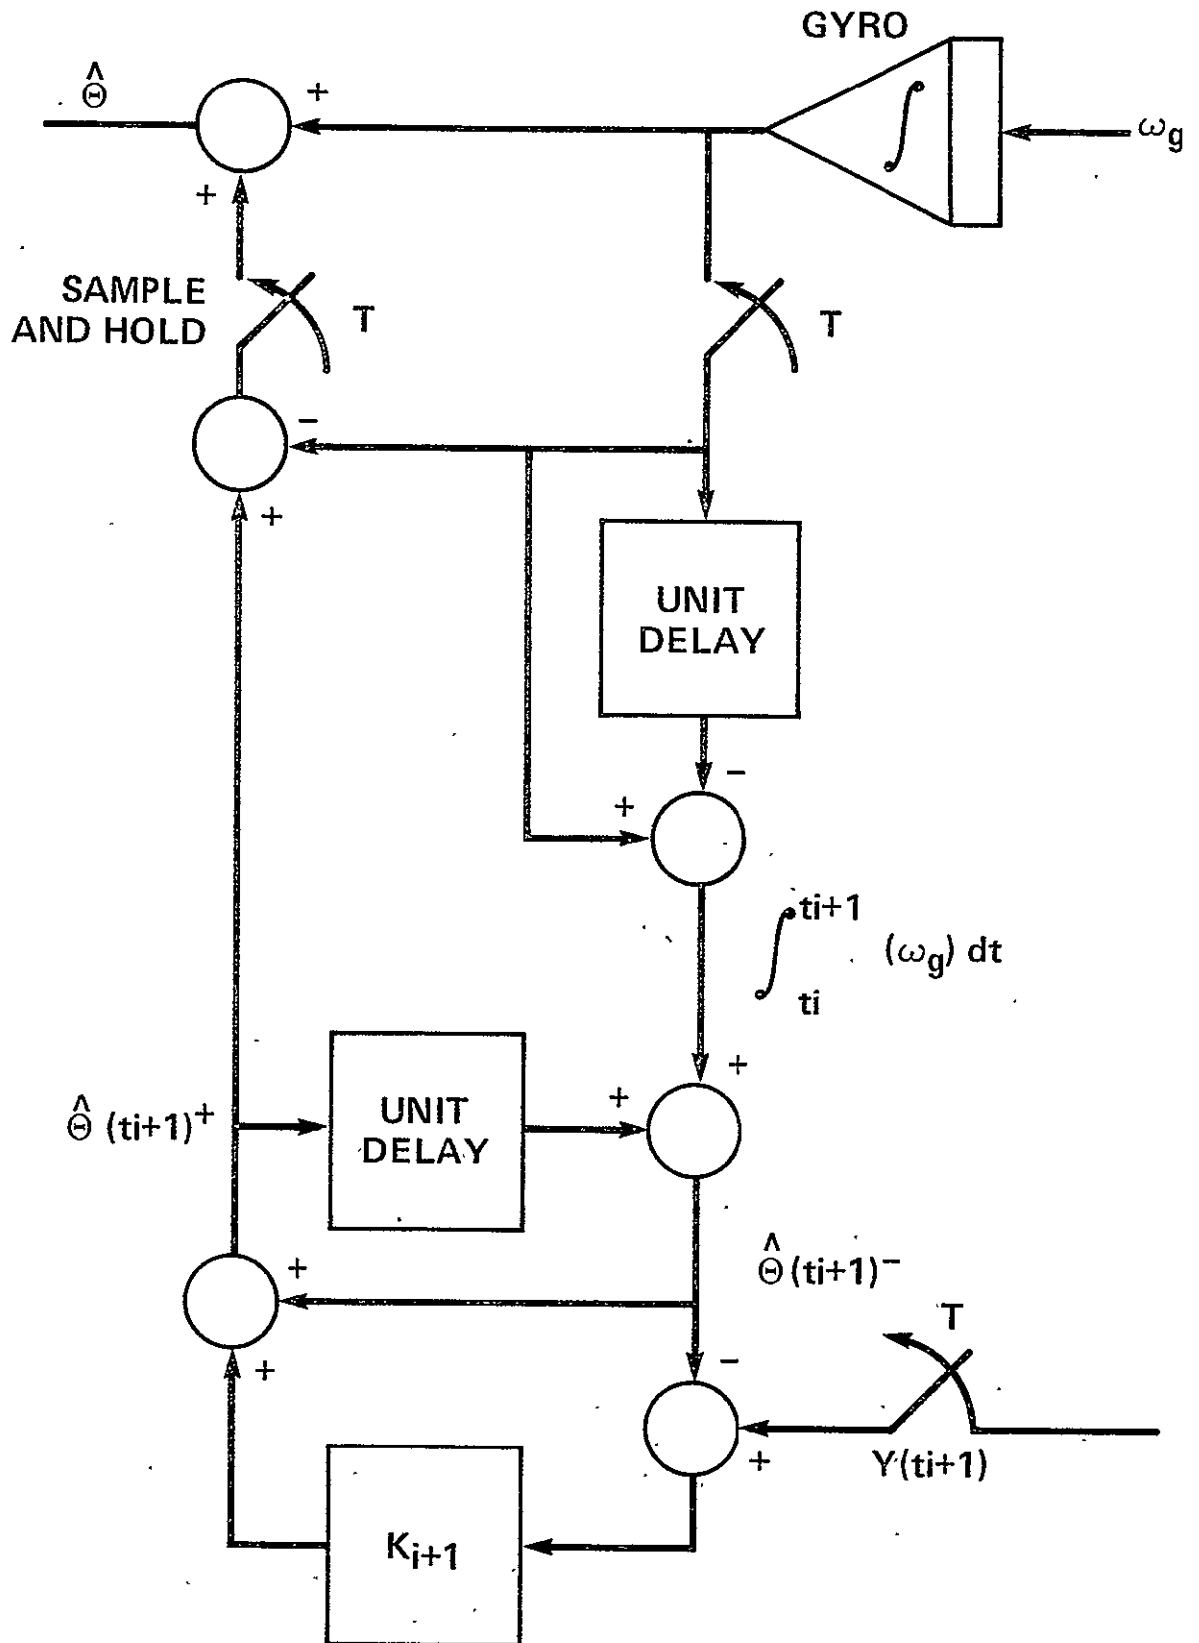 GYRO
Θ̂
+
∫
ω_g
+
SAMPLE
AND HOLD
T
T
−
+
UNIT
DELAY
−
+
∫ti ti+1 (ω_g) dt
+
Θ̂ (ti+1)+
UNIT
DELAY
+
Θ̂ (ti+1)−
+
T
+
−
+
Y(ti+1)
K_i+1